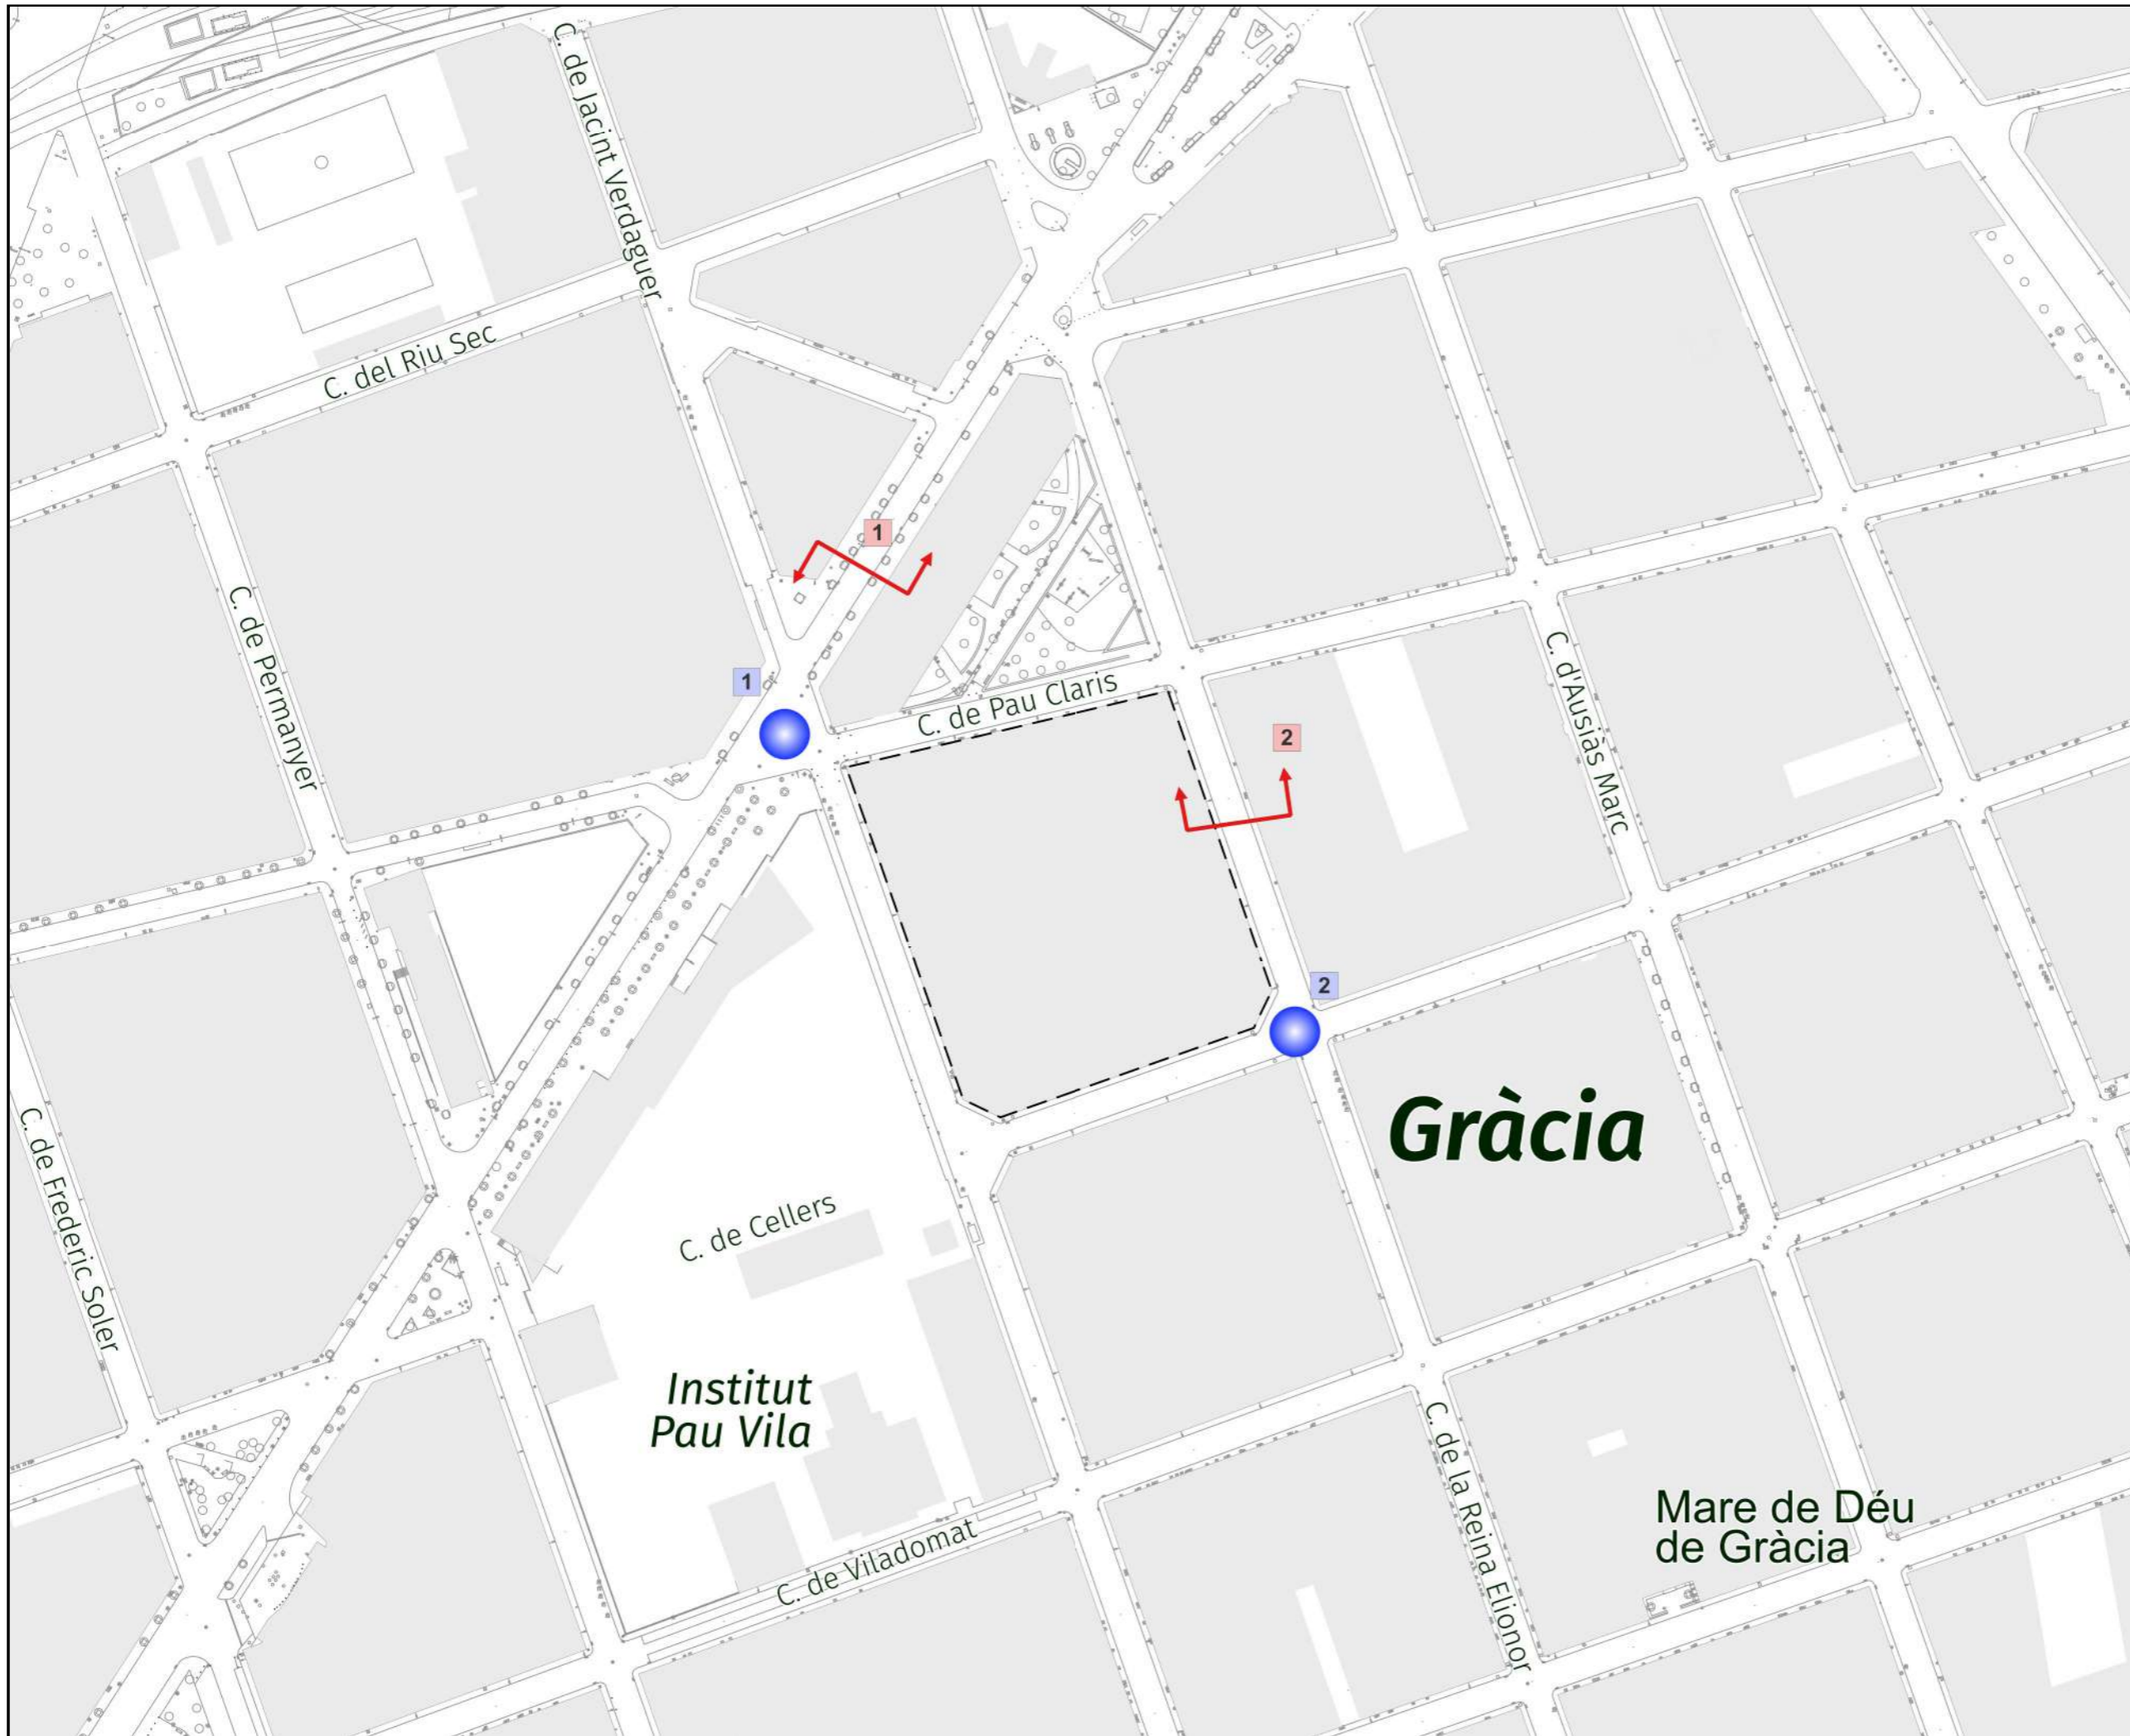 C. de Jacint Verdaguer
C. del Riu Sec
1
C. de Permanyer
1
C. de Pau Claris
C. d'Ausiàs Marc
2
2
Gràcia
C. de Frederic Soler
C. de Cellers
Institut
Pau Vila
C. de la Reina Elionor
Mare de Déu
de Gràcia
C. de Viladomat